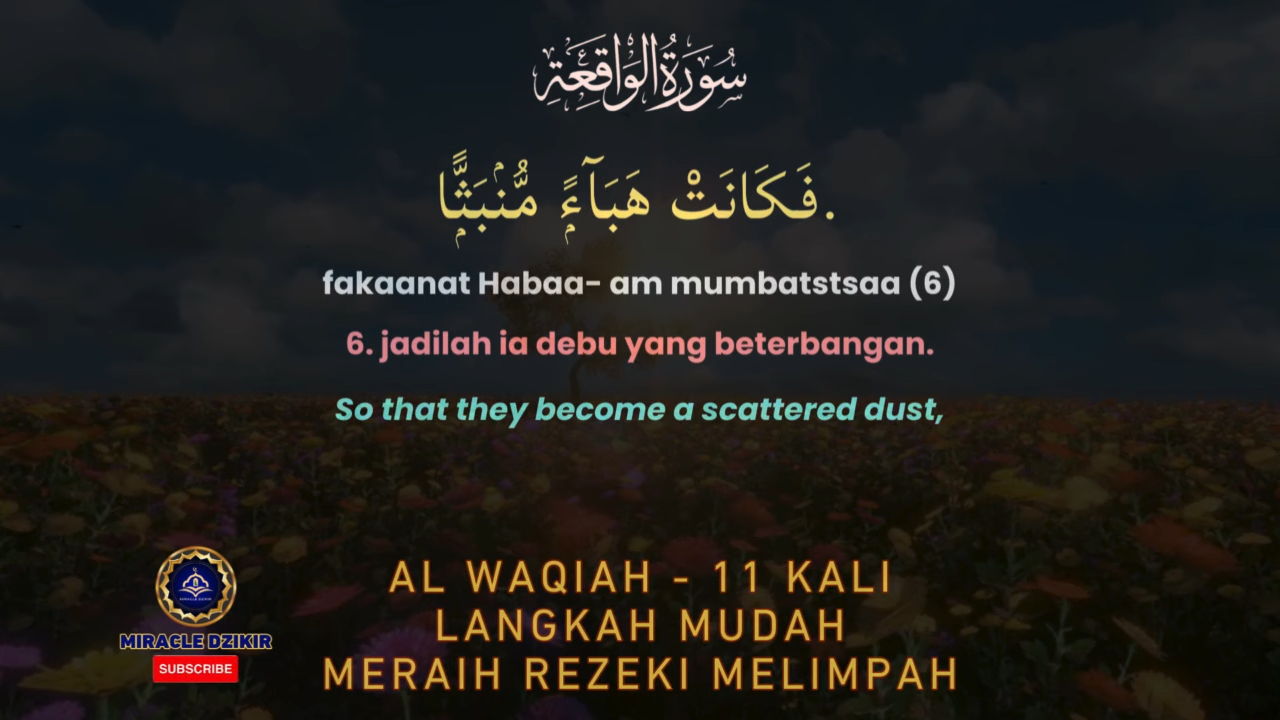 سُورَةُ الوَاقِعَةِ
فَكَانَتْ هَبَآءً مُّنۢبَثًّا.
fakaanat Habaa- am mumbatstsaa (6)
6. jadilah ia debu yang beterbangan.
So that they become a scattered dust,
AL WAQIAH - 11 KALI
LANGKAH MUDAH
MERAIH REZEKI MELIMPAH
MIRACLE DZIKIR
SUBSCRIBE